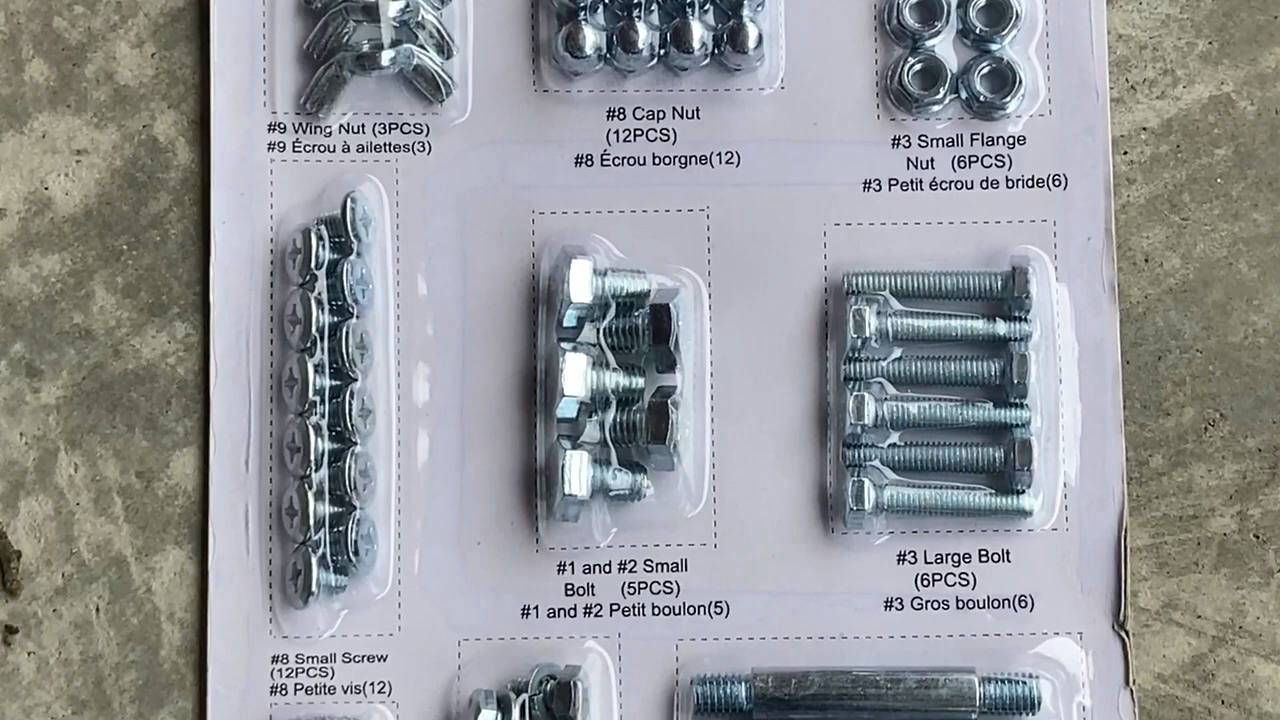 #9 Wing Nut (3PCS)
#9 Écrou à ailettes(3)
#8 Cap Nut
(12PCS)
#8 Écrou borgne(12)
#3 Small Flange
Nut (6PCS)
#3 Petit écrou de bride(6)
#1 and #2 Small
Bolt (5PCS)
#1 and #2 Petit boulon(5)
#3 Large Bolt
(6PCS)
#3 Gros boulon(6)
#8 Small Screw
(12PCS)
#8 Petite vis(12)